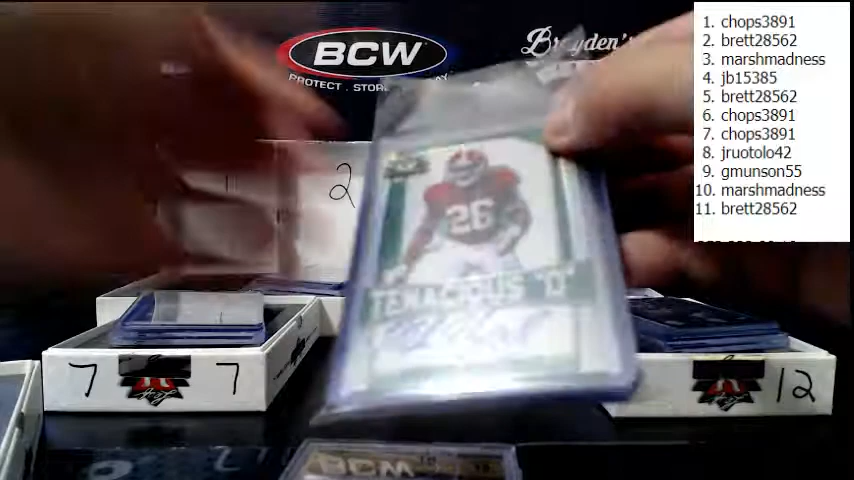 1. chops3891
2. brett28562
3. marshmadness
4. jb15385
5. brett28562
6. chops3891
7. chops3891
8. jruotolo42
9. gmunson55
10. marshmadness
11. brett28562
BCW
Brayden's
PROTECT . STOR
2
26
TENACIOUS "D"
7
7
12